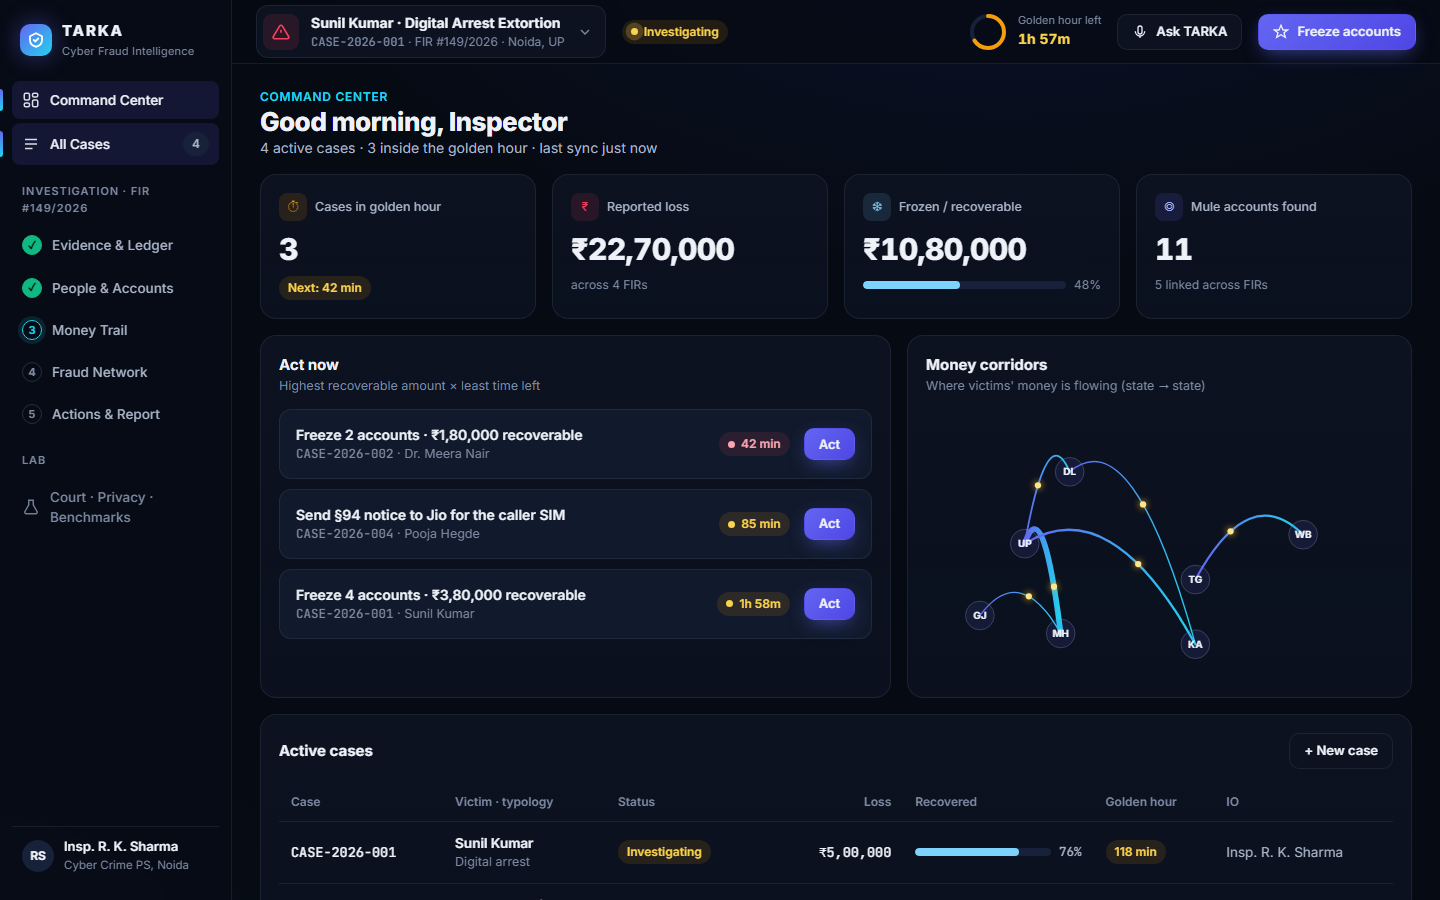 TARKA
Cyber Fraud Intelligence
Command Center
All Cases 4
INVESTIGATION · FIR
#149/2026
Evidence & Ledger
People & Accounts
3 Money Trail
4 Fraud Network
5 Actions & Report
LAB
Court · Privacy ·
Benchmarks
RS
Insp. R. K. Sharma
Cyber Crime PS, Noida
Sunil Kumar · Digital Arrest Extortion
CASE-2026-001 · FIR #149/2026 · Noida, UP
Investigating
Golden hour left
1h 57m
Ask TARKA
Freeze accounts
COMMAND CENTER
Good morning, Inspector
4 active cases · 3 inside the golden hour · last sync just now
Cases in golden hour
3
Next: 42 min
₹ Reported loss
₹22,70,000
across 4 FIRs
Frozen / recoverable
₹10,80,000
48%
Mule accounts found
11
5 linked across FIRs
Act now
Highest recoverable amount × least time left
Freeze 2 accounts · ₹1,80,000 recoverable
CASE-2026-002 · Dr. Meera Nair
42 min
Act
Send §94 notice to Jio for the caller SIM
CASE-2026-004 · Pooja Hegde
85 min
Act
Freeze 4 accounts · ₹3,80,000 recoverable
CASE-2026-001 · Sunil Kumar
1h 58m
Act
Money corridors
Where victims' money is flowing (state → state)
DL
UP
WB
TG
GJ
MH
KA
Active cases
+ New case
Case Victim · typology Status Loss Recovered Golden hour IO
CASE-2026-001 Sunil Kumar Investigating ₹5,00,000 76% 118 min Insp. R. K. Sharma
Digital arrest